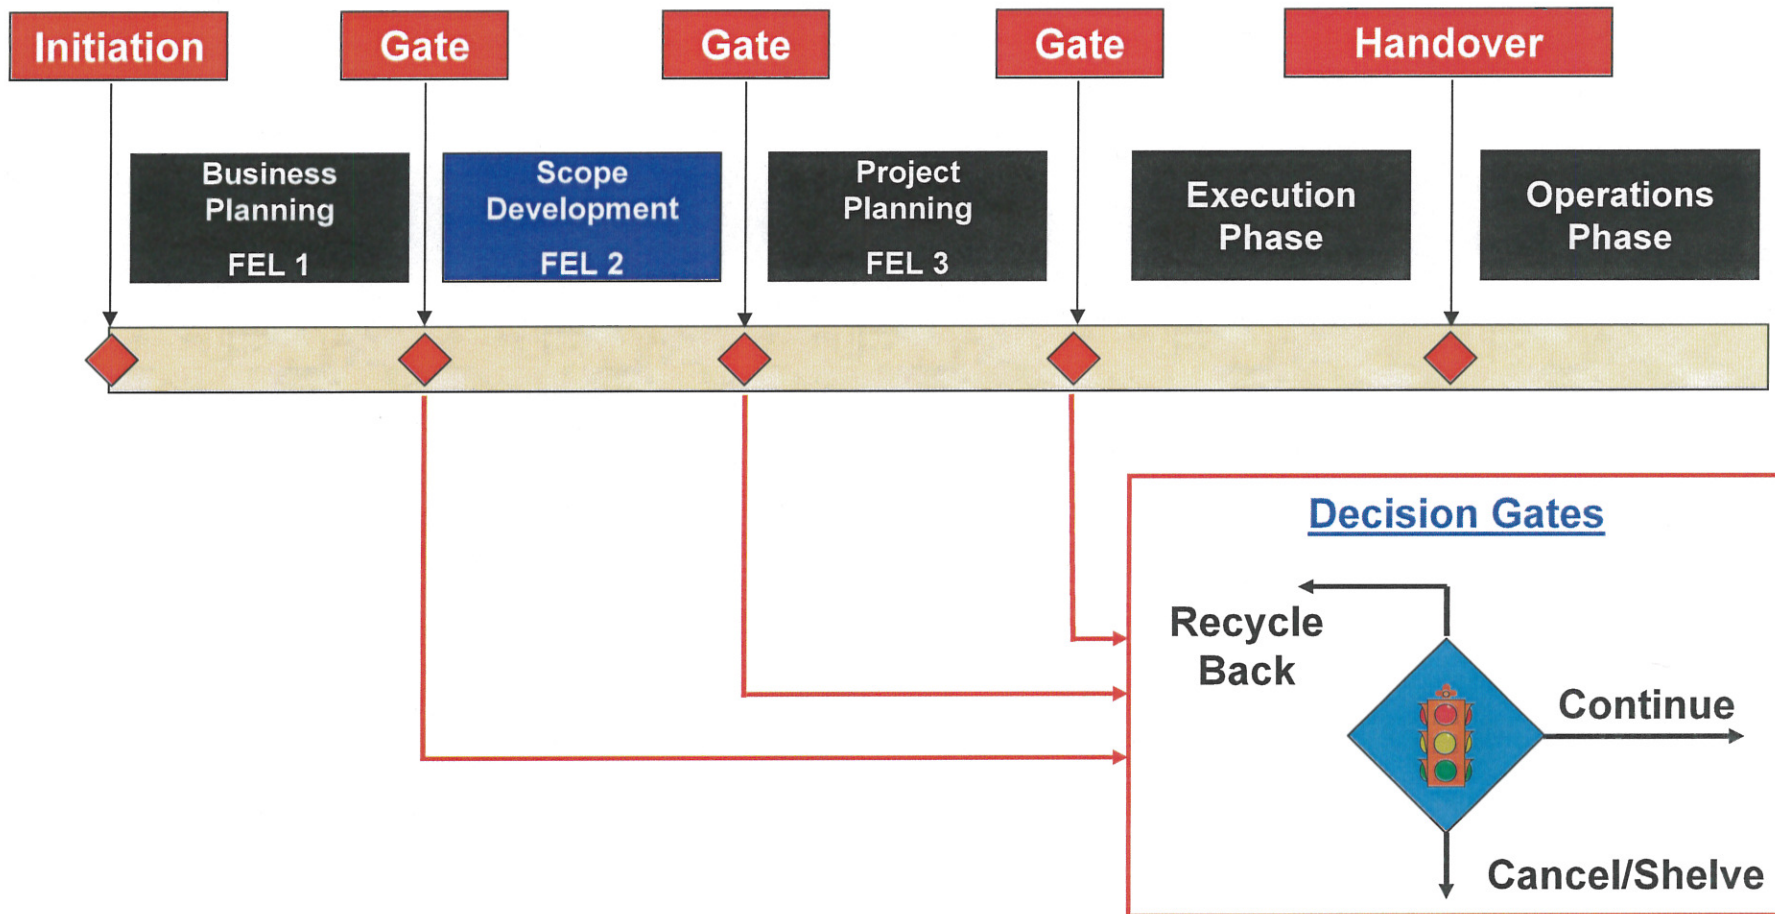 Initiation
Gate
Gate
Gate
Handover
Business
Planning
FEL 1
Scope
Development
FEL 2
Project
Planning
FEL 3
Execution
Phase
Operations
Phase
Decision Gates
Recycle
Back
Continue
Cancel/Shelve